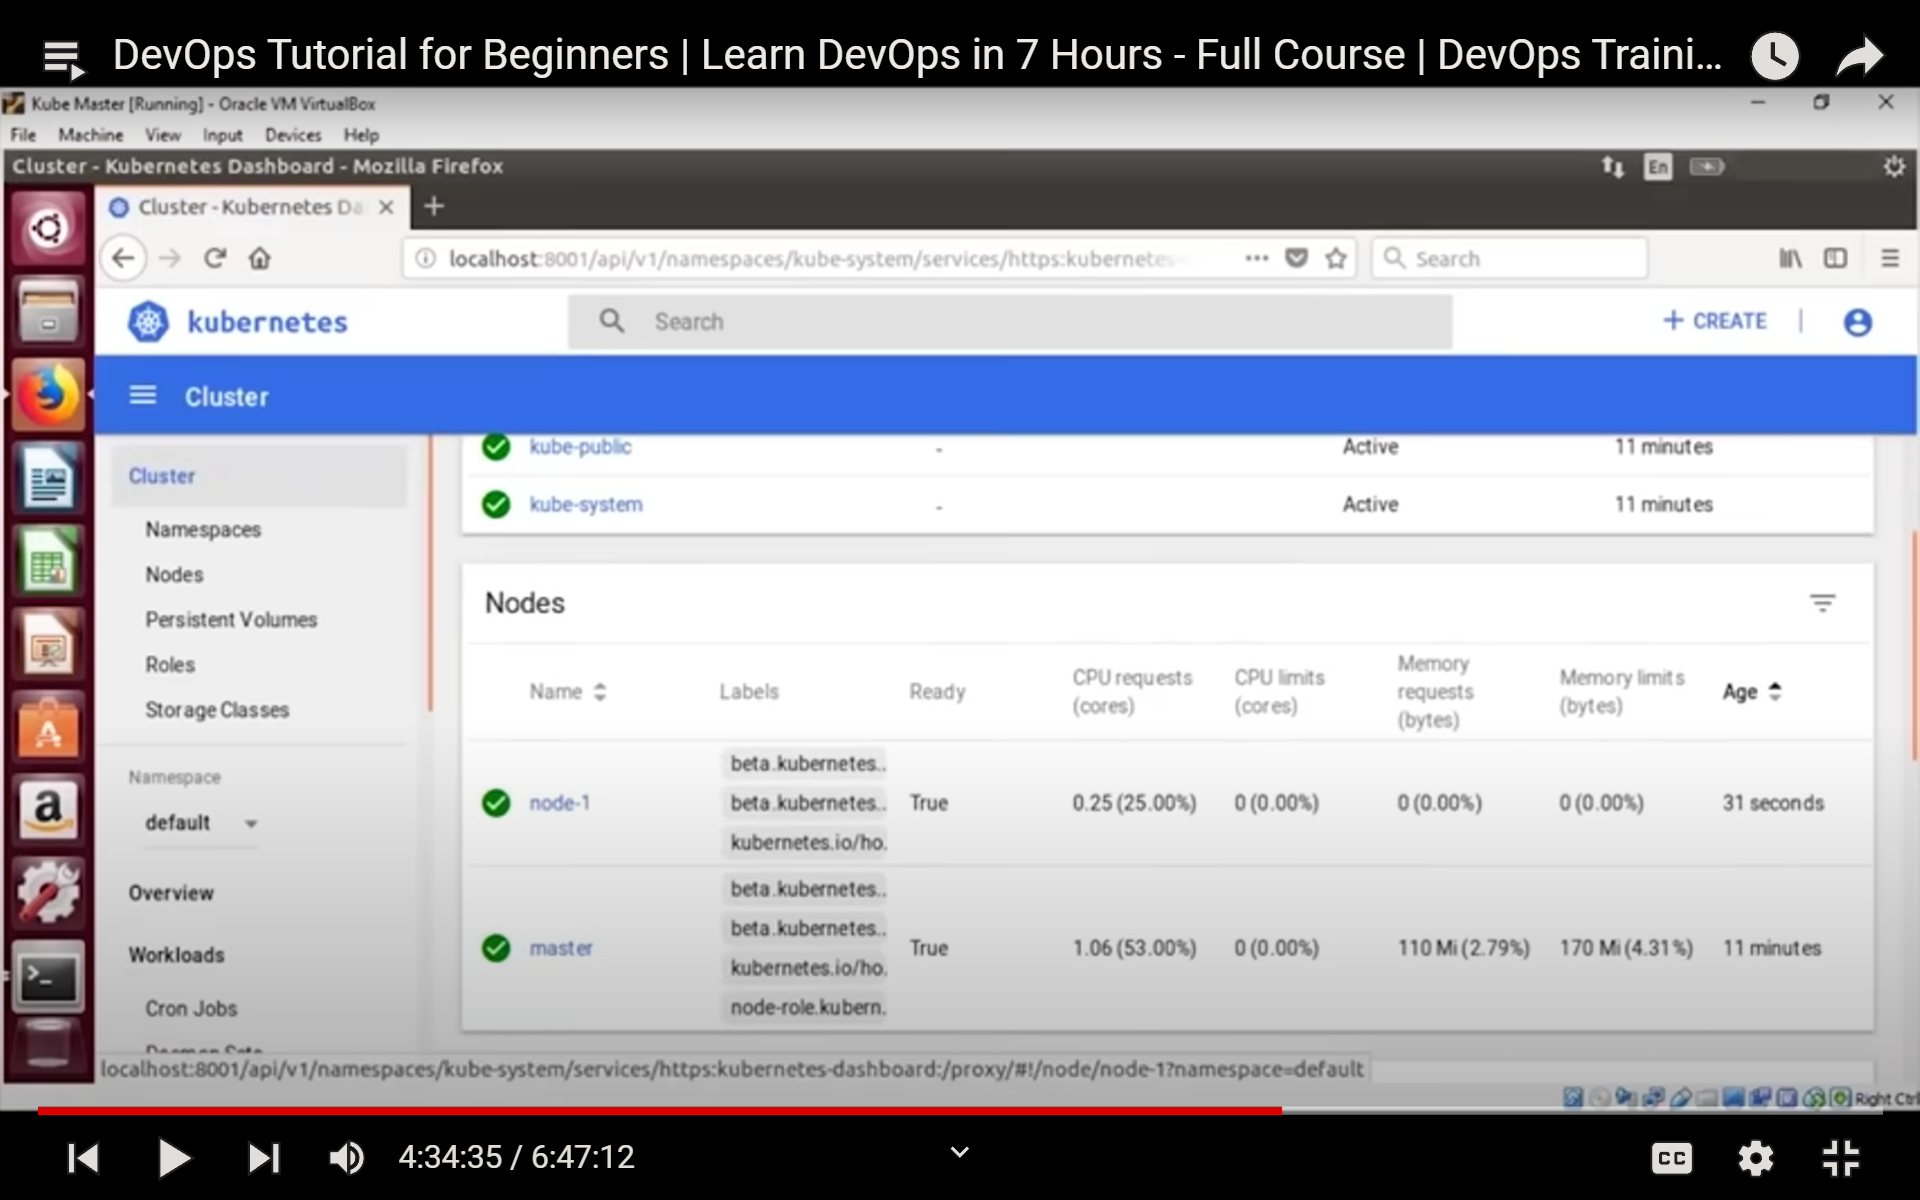 DevOps Tutorial for Beginners | Learn DevOps in 7 Hours - Full Course | DevOps Traini...
Kube Master [Running] - Oracle VM VirtualBox
File Machine View Input Devices Help
Cluster - Kubernetes Dashboard - Mozilla Firefox
En
Cluster - Kubernetes Da
localhost:8001/api/v1/namespaces/kube-system/services/https:kubernetes
Search
kubernetes
Search
+ CREATE
Cluster
Cluster
Namespaces
Nodes
Persistent Volumes
Roles
Storage Classes
Namespace
default
Overview
Workloads
Cron Jobs
kube-public - Active 11 minutes
kube-system - Active 11 minutes
Nodes
Name Labels Ready CPU requests (cores) CPU limits (cores) Memory requests (bytes) Memory limits (bytes) Age
beta.kubernetes..
node-1 beta.kubernetes.. True 0.25 (25.00%) 0 (0.00%) 0 (0.00%) 0 (0.00%) 31 seconds
kubernetes.io/ho.
beta.kubernetes..
beta.kubernetes..
master True 1.06 (53.00%) 0 (0.00%) 110 Mi (2.79%) 170 Mi (4.31%) 11 minutes
kubernetes.io/ho.
node-role.kubern.
localhost:8001/api/v1/namespaces/kube-system/services/https:kubernetes-dashboard:/proxy/#!/node/node-1?namespace=default
Right Ctrl
4:34:35 / 6:47:12
CC